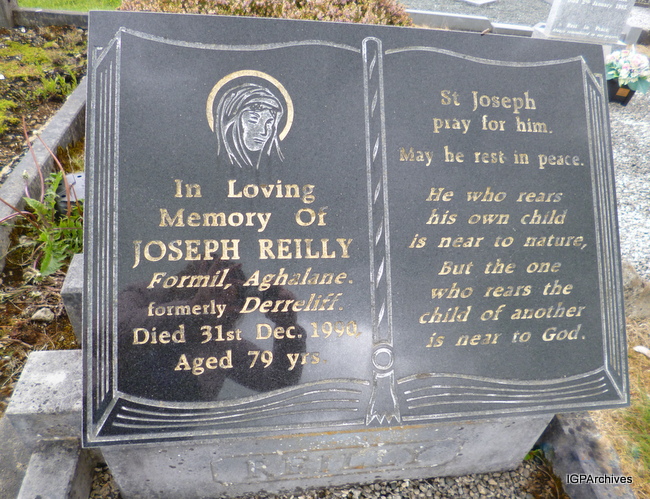 In Loving
Memory Of
JOSEPH REILLY
Formil, Aghalane.
formerly Derreliff.
Died 31st Dec. 1990.
Aged 79 yrs.
St Joseph
pray for him.
May he rest in peace.
He who rears
his own child
is near to nature,
But the one
who rears the
child of another
is near to God.
REILLY
IGPArchives